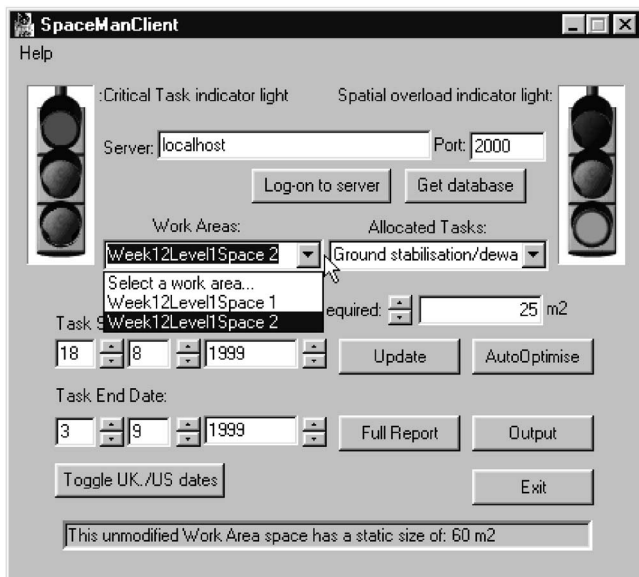 SpaceManClient
Help
:Critical Task indicator light Spatial overload indicator light:
Server: localhost Port: 2000
Log-on to server Get database
Work Areas: Allocated Tasks:
Week12Level1Space 2 Ground stabilisation/dewa
Select a work area...
Week12Level1Space 1
Week12Level1Space 2
equired: 25 m2
Task S
18 8 1999 Update AutoOptimise
Task End Date:
3 9 1999 Full Report Output
Toggle UK./US dates Exit
This unmodified Work Area space has a static size of: 60 m2